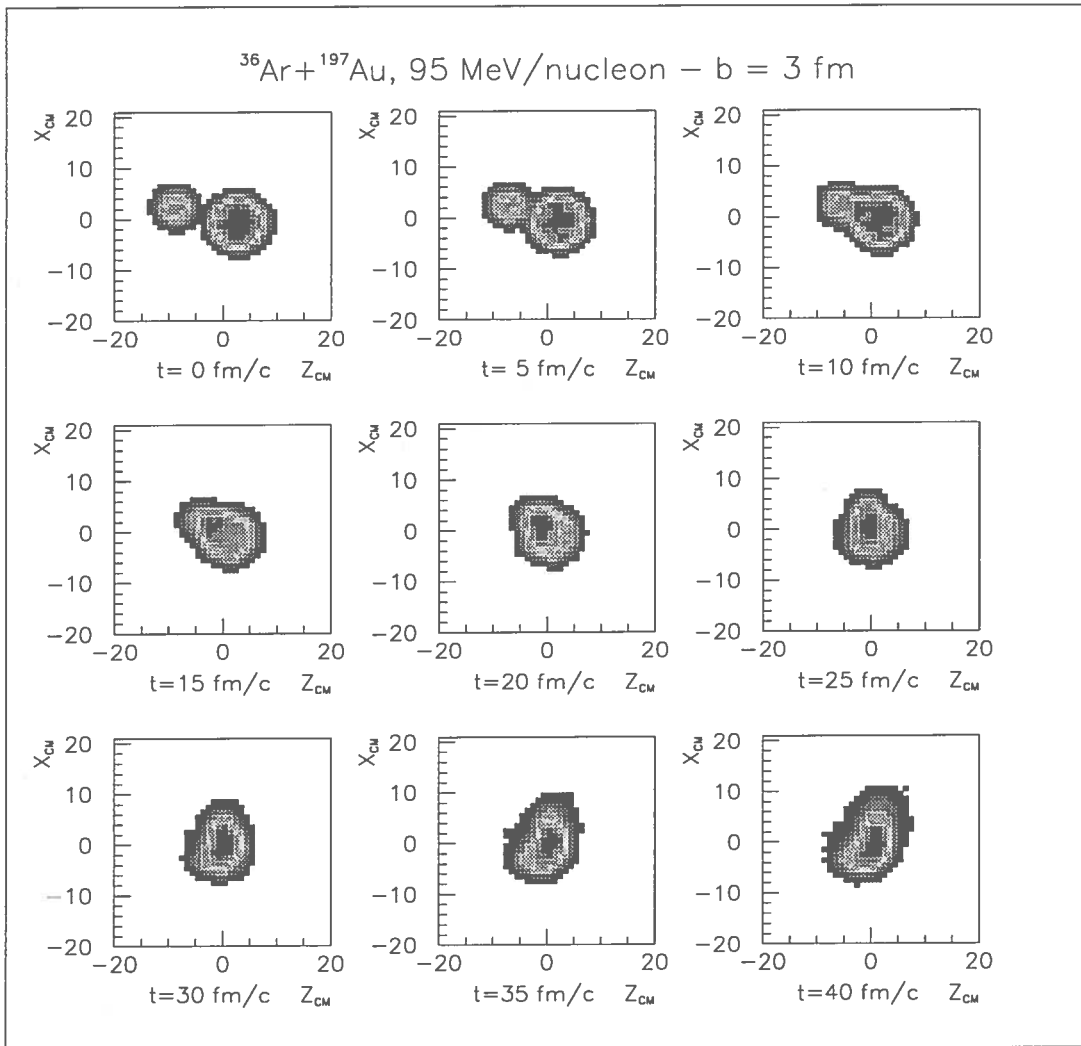 ³⁶Ar+¹⁹⁷Au, 95 MeV/nucleon – b = 3 fm
X_CM 20 10 0 −10 −20
−20 0 20
t= 0 fm/c Z_CM
X_CM 20 10 0 −10 −20
−20 0 20
t= 5 fm/c Z_CM
X_CM 20 10 0 −10 −20
−20 0 20
t=10 fm/c Z_CM
X_CM 20 10 0 −10 −20
−20 0 20
t=15 fm/c Z_CM
X_CM 20 10 0 −10 −20
−20 0 20
t=20 fm/c Z_CM
X_CM 20 10 0 −10 −20
−20 0 20
t=25 fm/c Z_CM
X_CM 20 10 0 −10 −20
−20 0 20
t=30 fm/c Z_CM
X_CM 20 10 0 −10 −20
−20 0 20
t=35 fm/c Z_CM
X_CM 20 10 0 −10 −20
−20 0 20
t=40 fm/c Z_CM